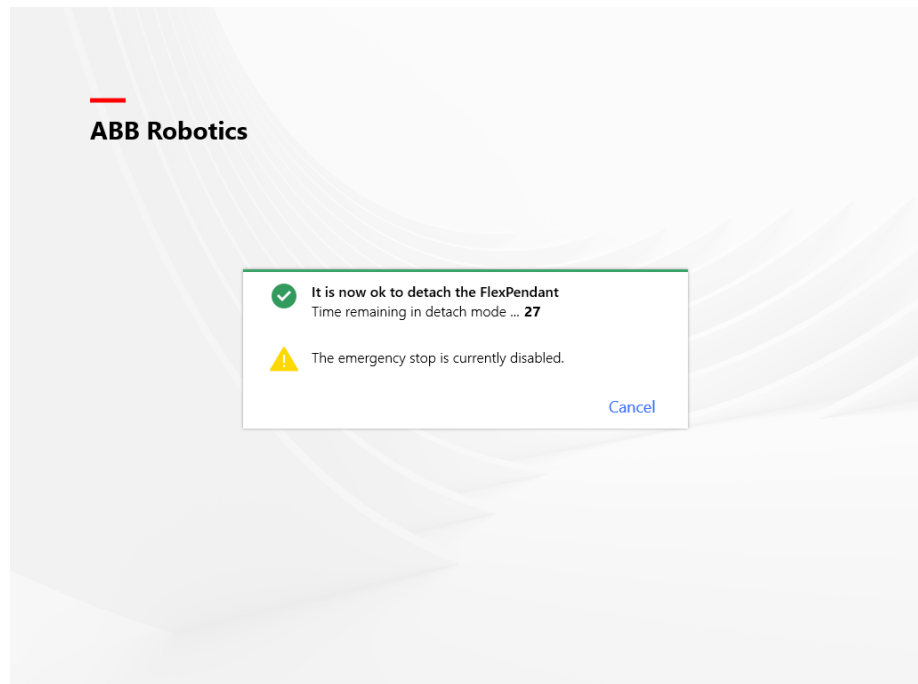 ABB Robotics
It is now ok to detach the FlexPendant
Time remaining in detach mode ... 27
The emergency stop is currently disabled.
Cancel